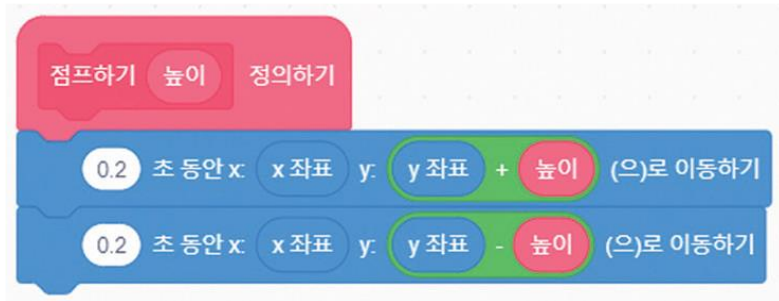 점프하기 높이 정의하기
0.2 초 동안 x: x 좌표 y: y 좌표 + 높이 (으)로 이동하기
0.2 초 동안 x: x 좌표 y: y 좌표 - 높이 (으)로 이동하기